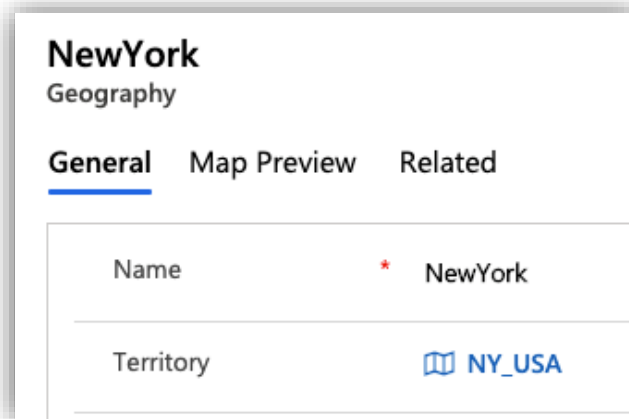 NewYork
Geography
General Map Preview Related
Name * NewYork
Territory NY_USA